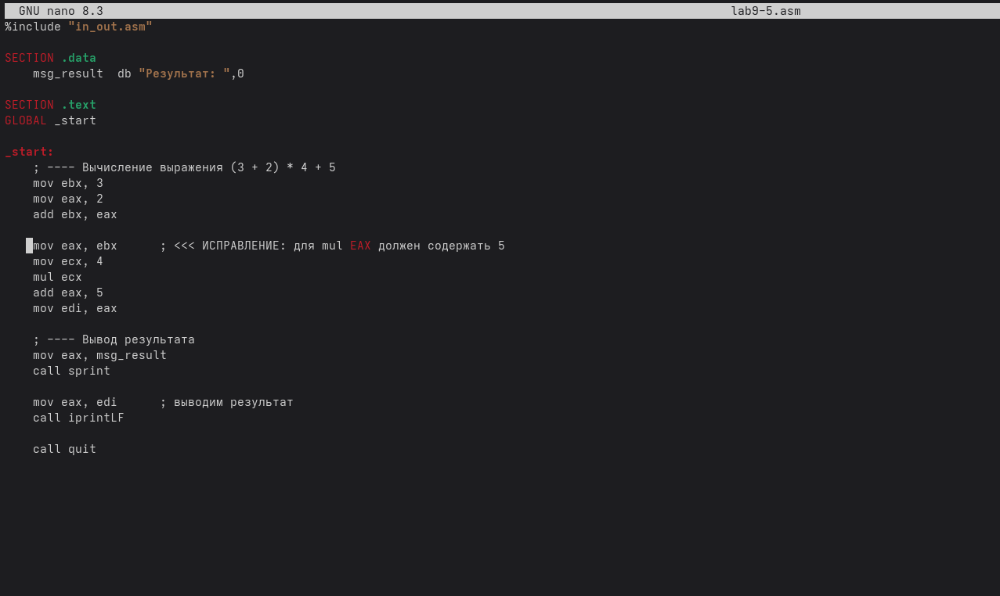 GNU nano 8.3 lab9-5.asm
%include "in_out.asm"
SECTION .data
msg_result db "Результат: ",0
SECTION .text
GLOBAL _start
_start:
; ---- Вычисление выражения (3 + 2) * 4 + 5
mov ebx, 3
mov eax, 2
add ebx, eax
mov eax, ebx ; <<< ИСПРАВЛЕНИЕ: для mul EAX должен содержать 5
mov ecx, 4
mul ecx
add eax, 5
mov edi, eax
; ---- Вывод результата
mov eax, msg_result
call sprint
mov eax, edi ; выводим результат
call iprintLF
call quit